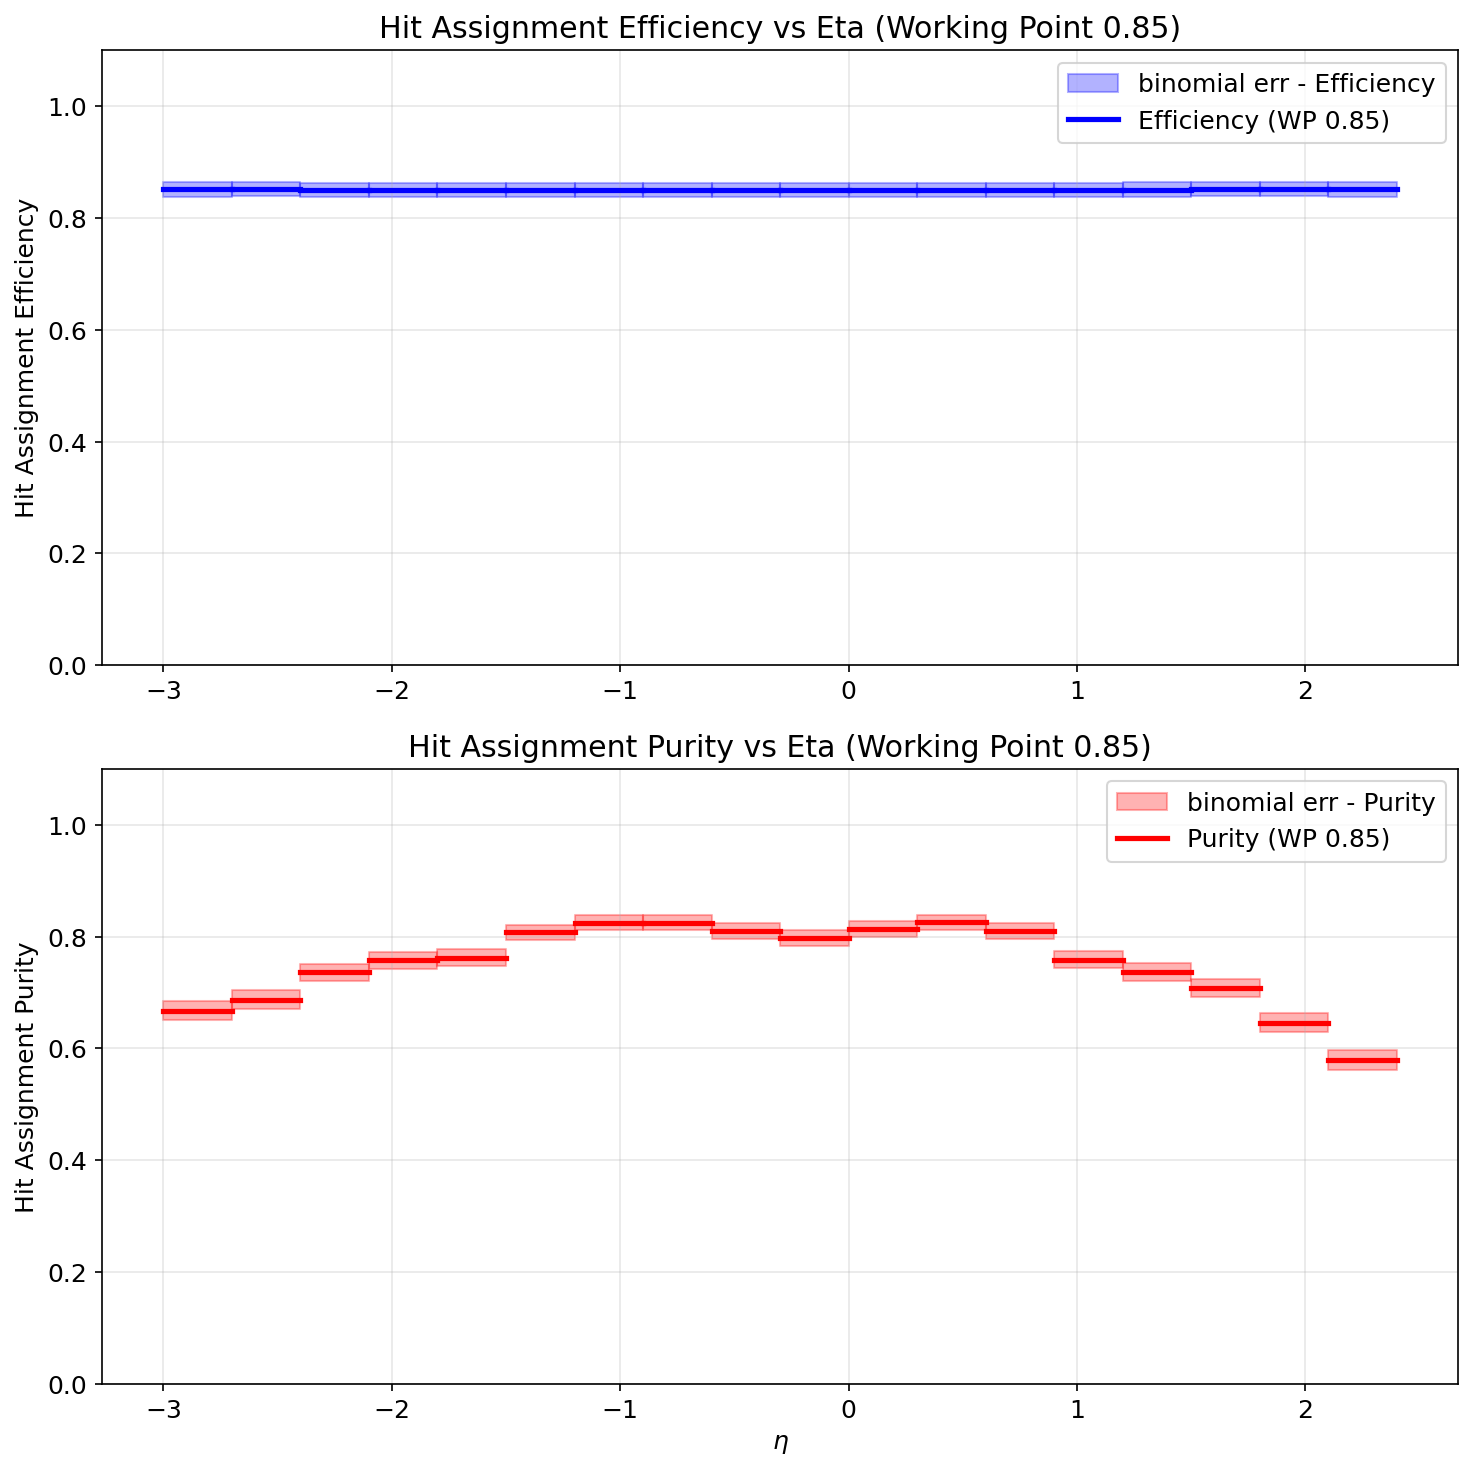 Hit Assignment Efficiency vs Eta (Working Point 0.85)
binomial err - Efficiency
Efficiency (WP 0.85)
Hit Assignment Efficiency
1.0
0.8
0.6
0.4
0.2
0.0
−3 −2 −1 0 1 2
Hit Assignment Purity vs Eta (Working Point 0.85)
binomial err - Purity
Purity (WP 0.85)
Hit Assignment Purity
1.0
0.8
0.6
0.4
0.2
0.0
−3 −2 −1 0 1 2
η